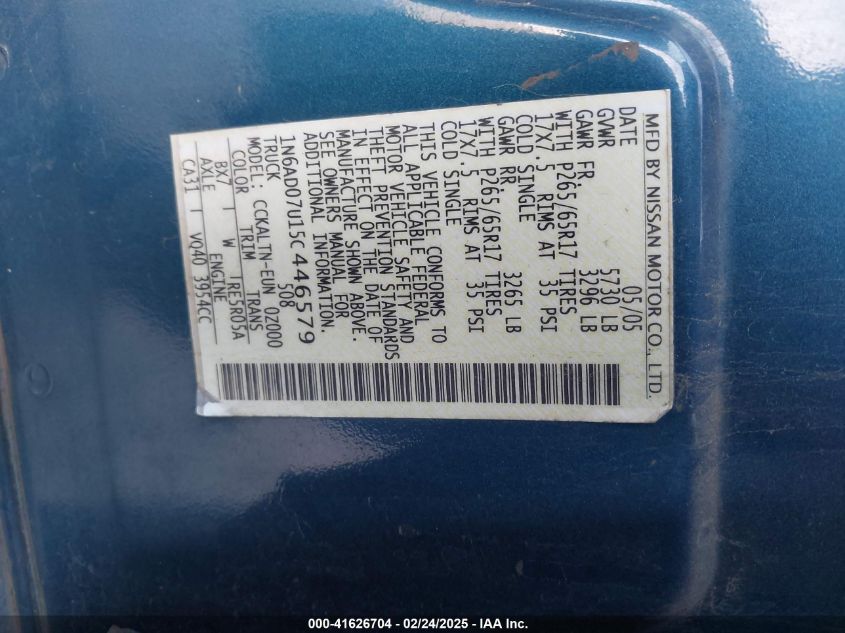 MFD BY NISSAN MOTOR CO., LTD.
DATE 05/05
GVWR 5730 LB
GAWR FR. 3296 LB
WITH P265/65R17 TIRES
17X7.5 RIMS AT 35 PSI
COLD SINGLE
GAWR RR. 3265 LB
WITH P265/65R17 TIRES
17X7.5 RIMS AT 35 PSI
COLD SINGLE
THIS VEHICLE CONFORMS TO
ALL APPLICABLE FEDERAL
MOTOR VEHICLE SAFETY AND
THEFT PREVENTION STANDARDS
IN EFFECT ON THE DATE OF
MANUFACTURE SHOWN ABOVE.
SEE OWNERS MANUAL FOR
ADDITIONAL INFORMATION.
1N6AD07U15C446579
TRUCK 508
MODEL: CCKALTN-EUN 02000
COLOR TRIM TRANS
BX7 I W I RE5R05A
AXLE ENGINE
CA31 I VQ40 3954CC
000-41626704 - 02/24/2025 - IAA Inc.